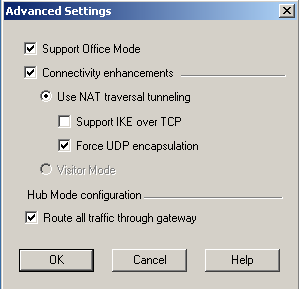 Advanced Settings
Support Office Mode
Connectivity enhancements
Use NAT traversal tunneling
Support IKE over TCP
Force UDP encapsulation
Visitor Mode
Hub Mode configuration
Route all traffic through gateway
OK Cancel Help